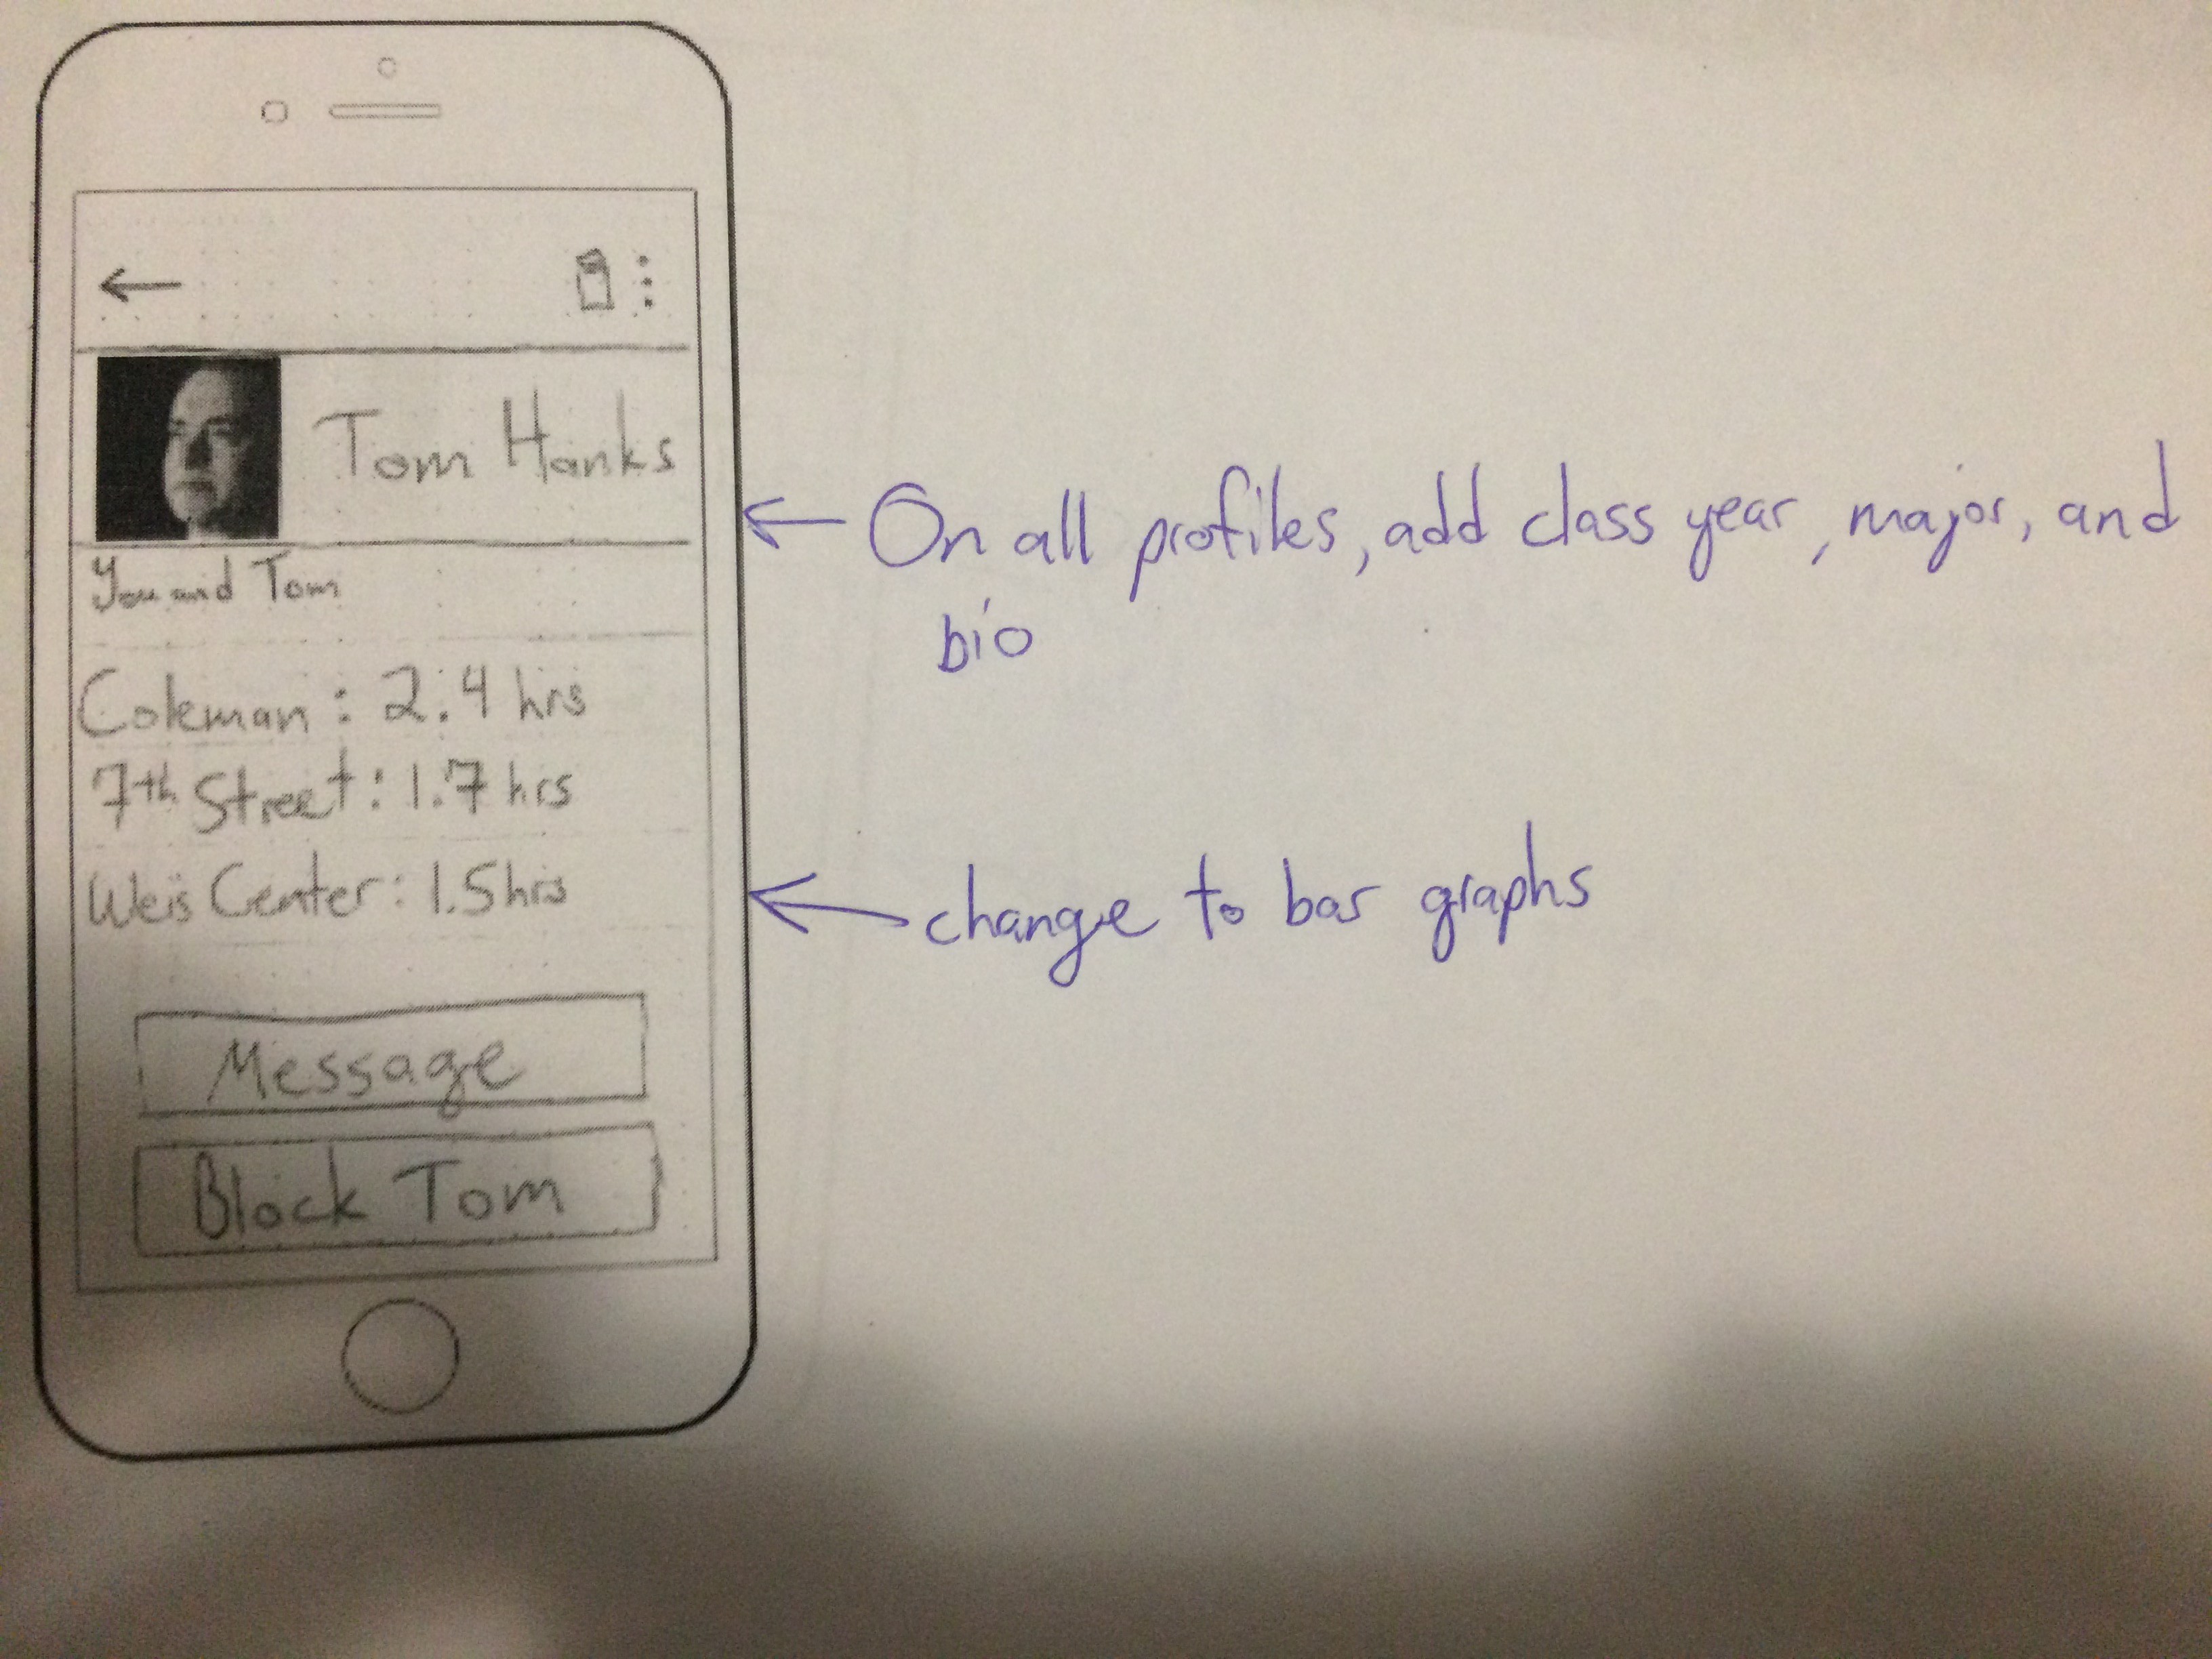 Tom Hanks
On all profiles, add class year, major, and
bio
You and Tom
Coleman: 2.4 hrs
7th Street: 1.7 hrs
Weis Center: 1.5 hrs
change to bar graphs
Message
Block Tom